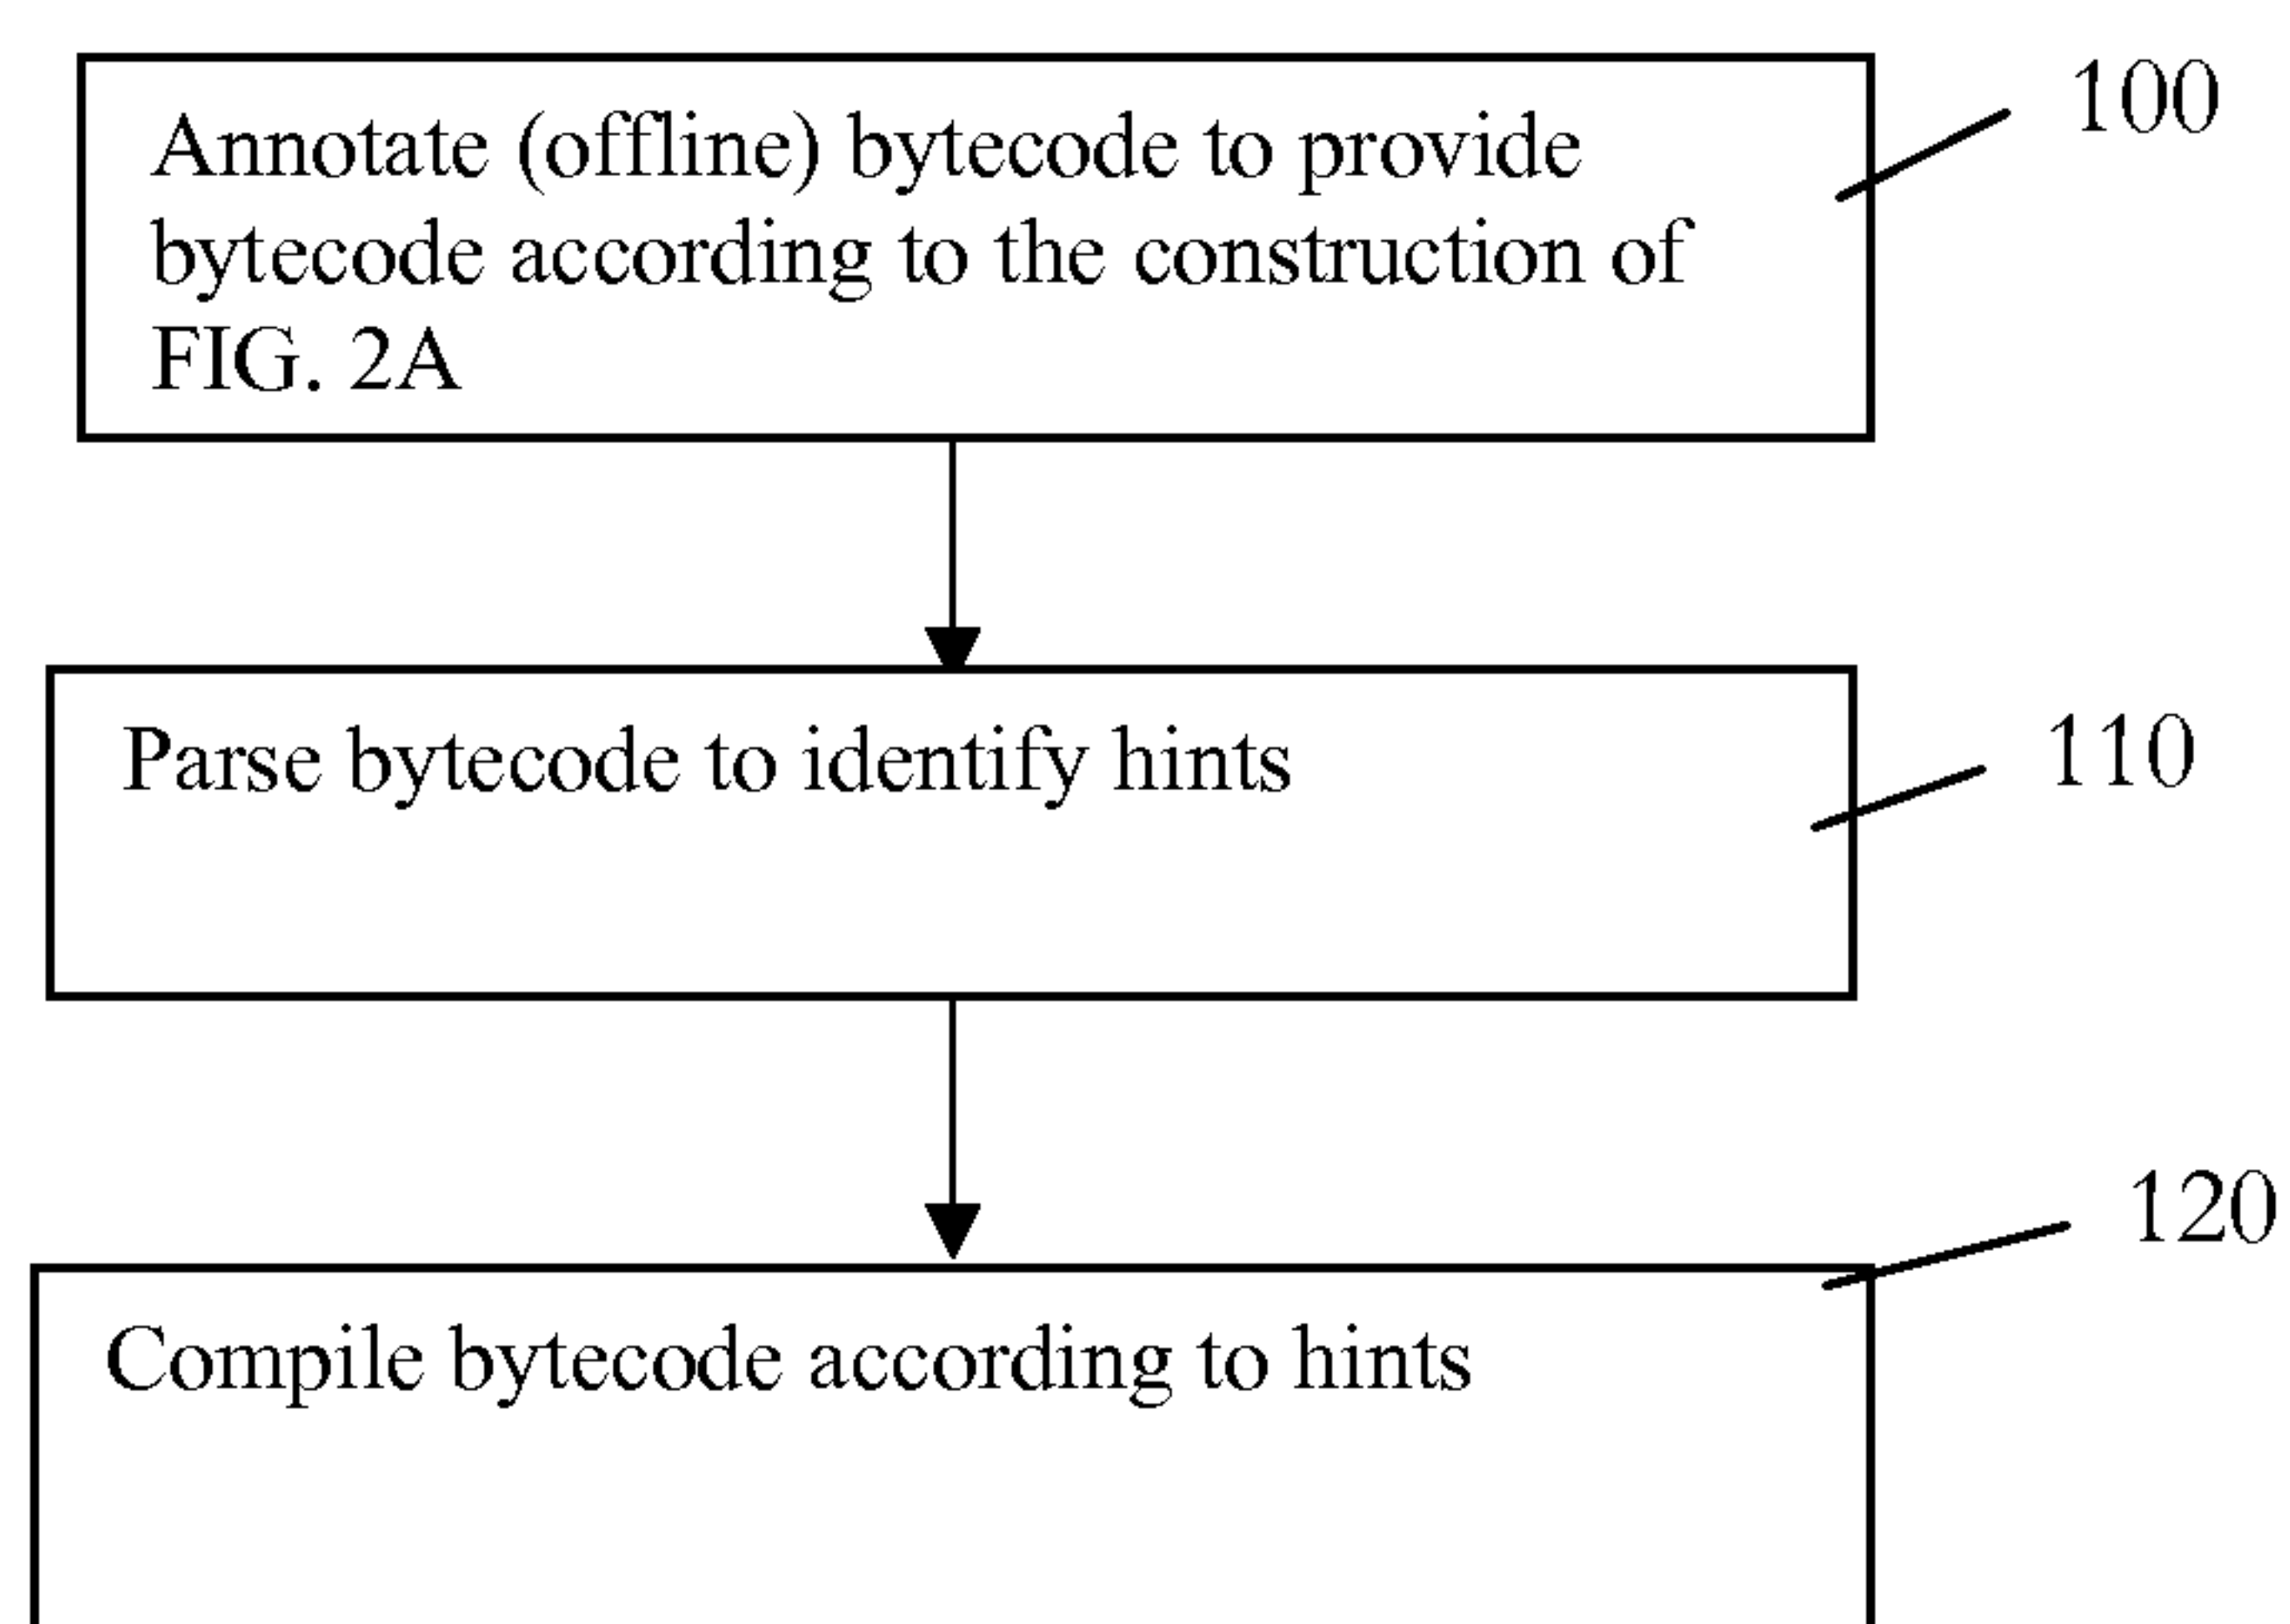 Annotate (offline) bytecode to provide
bytecode according to the construction of
FIG. 2A
100
Parse bytecode to identify hints
110
Compile bytecode according to hints
120